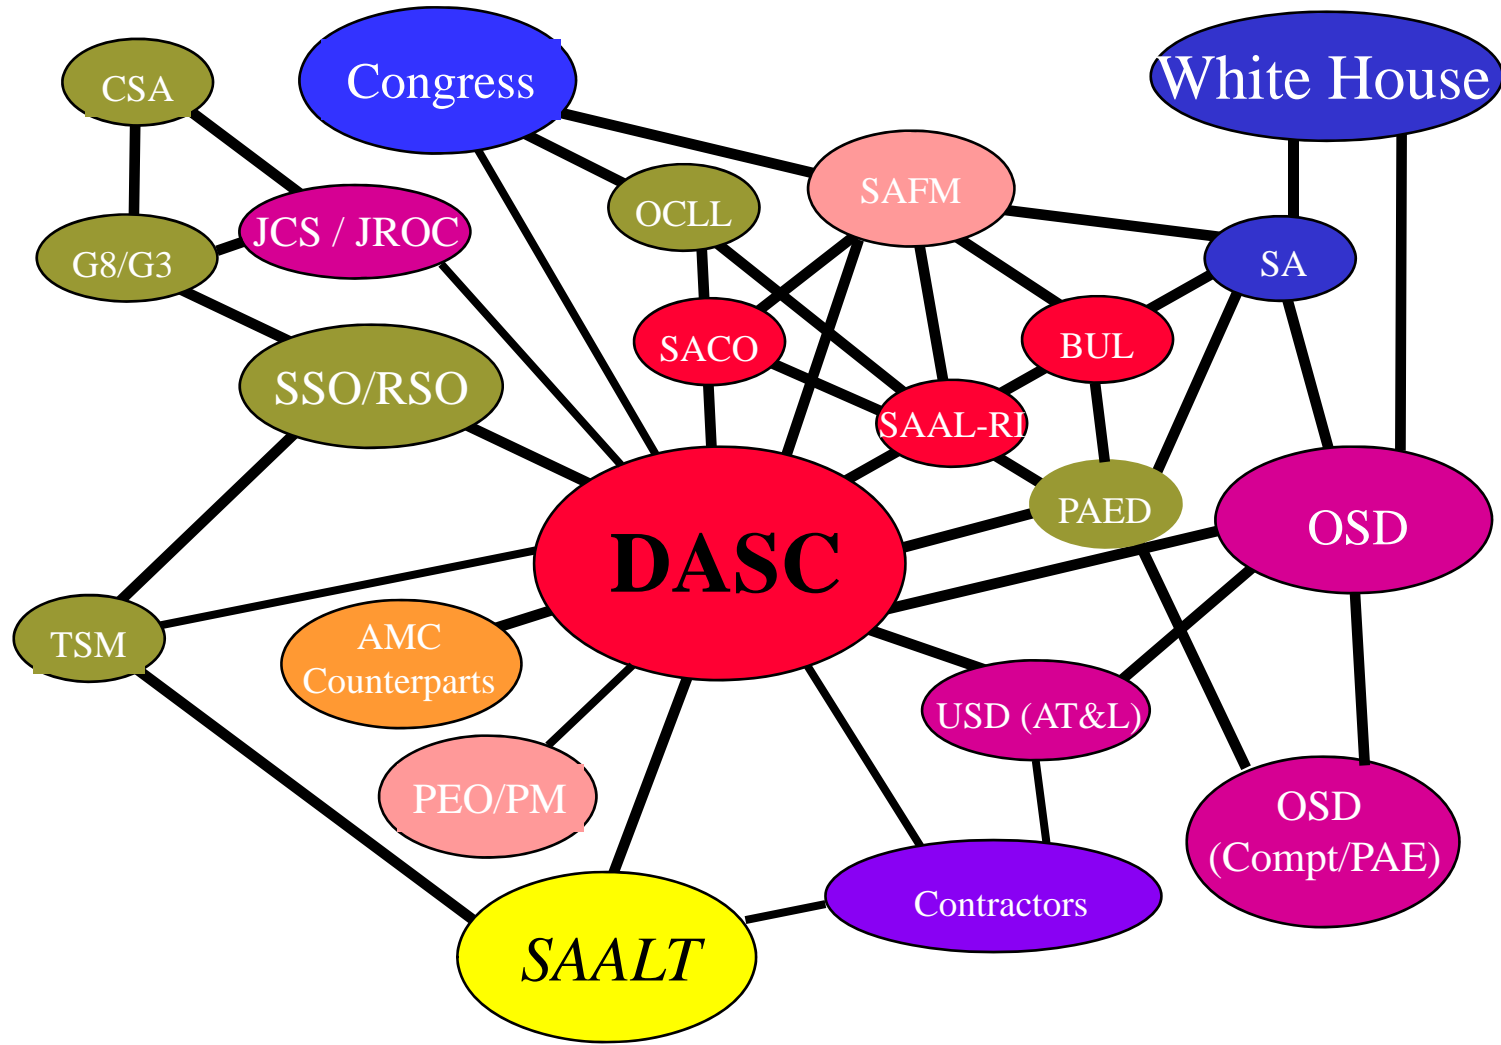 CSA
Congress
White House
SAFM
OCLL
JCS / JROC
G8/G3
SA
SACO
BUL
SSO/RSO
SAAL-RI
PAED
OSD
DASC
TSM
AMC
Counterparts
USD (AT&L)
PEO/PM
OSD
(Compt/PAE)
Contractors
SAALT